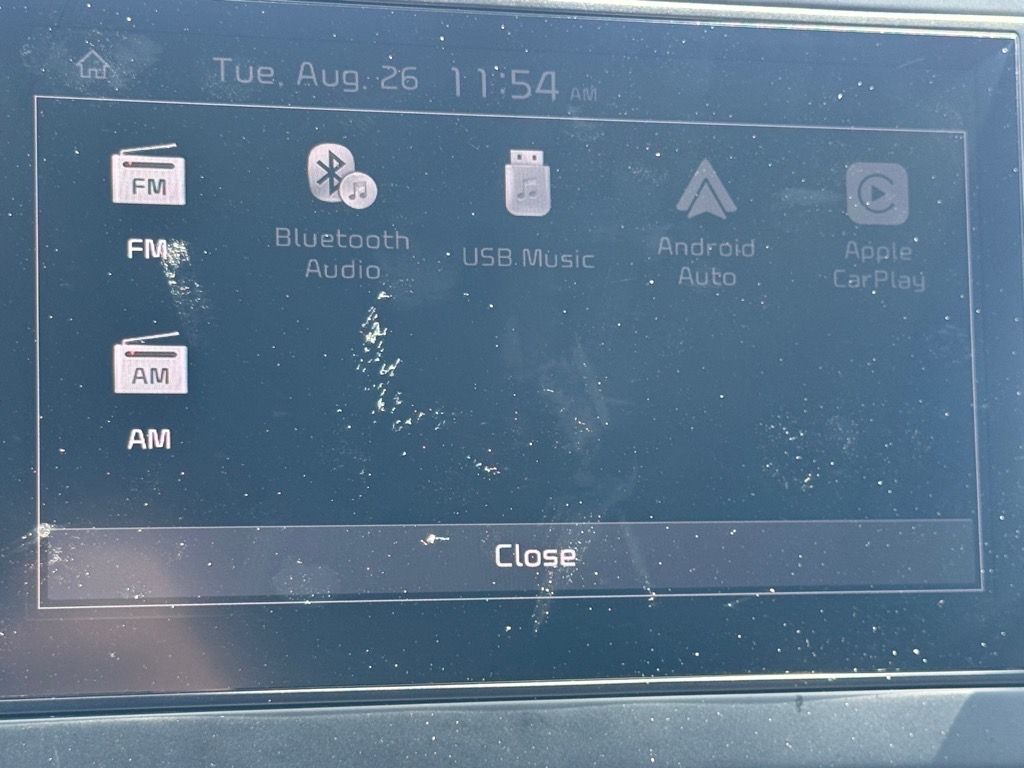 Tue, Aug. 26 11:54 AM
FM
FM
Bluetooth
Audio
USB Music
Android
Auto
Apple
CarPlay
AM
AM
Close